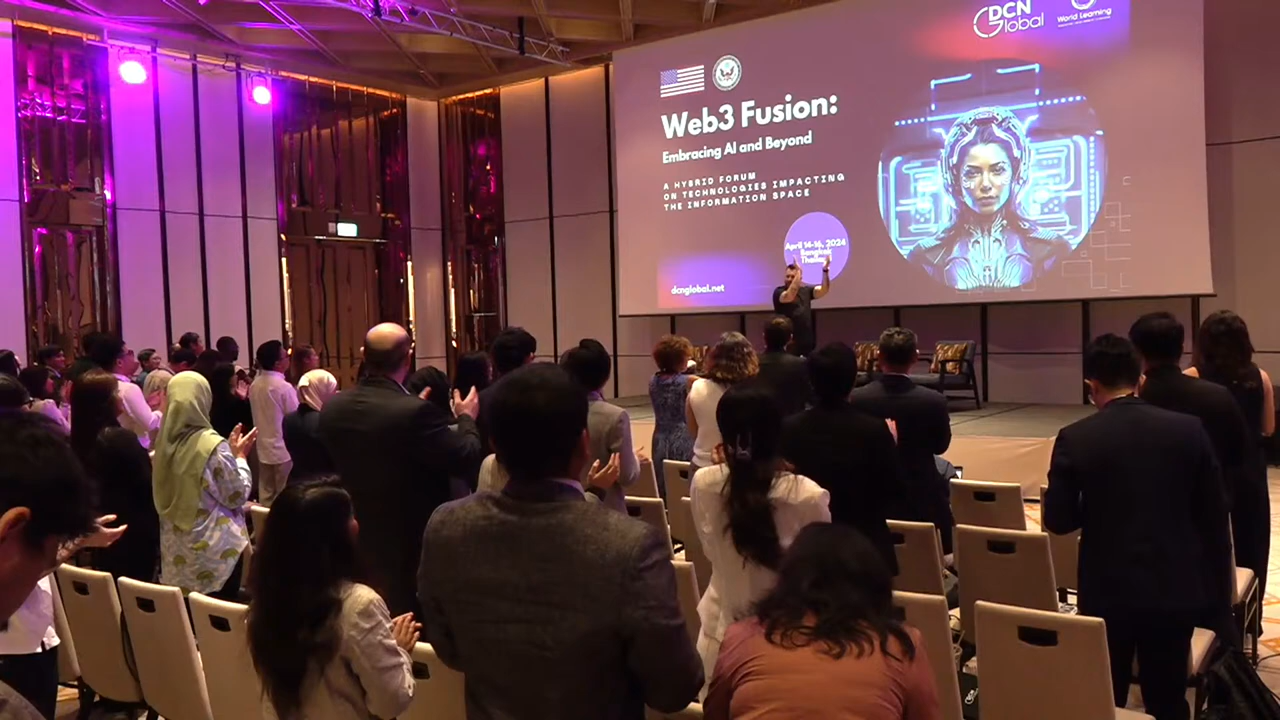 DCN
Global
World Learning
Web3 Fusion:
Embracing AI and Beyond
A HYBRID FORUM
ON TECHNOLOGIES IMPACTING
THE INFORMATION SPACE
April 14-16, 2024
Bangkok
dcnglobal.net